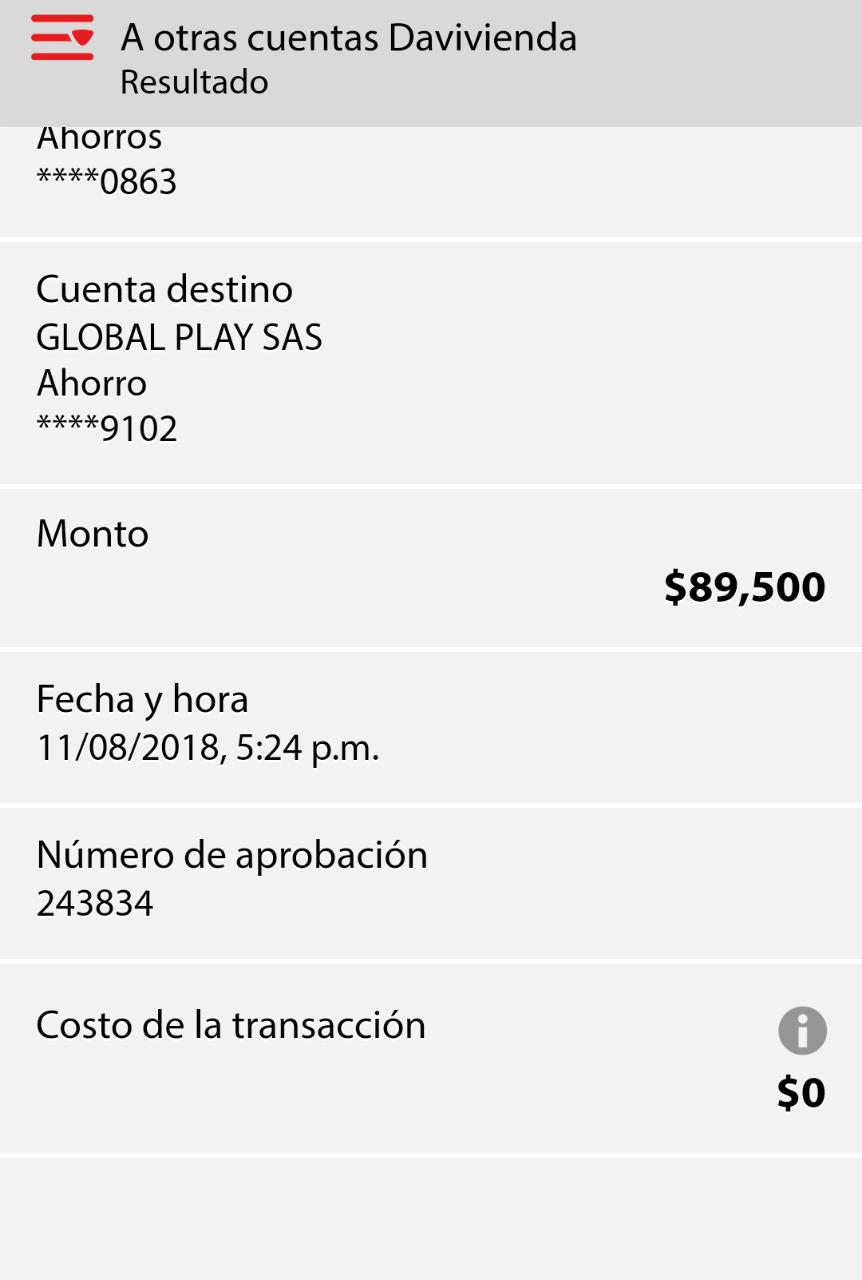 A otras cuentas Davivienda
Resultado
Ahorros
****0863
Cuenta destino
GLOBAL PLAY SAS
Ahorro
****9102
Monto
$89,500
Fecha y hora
11/08/2018, 5:24 p.m.
Número de aprobación
243834
Costo de la transacción
$0